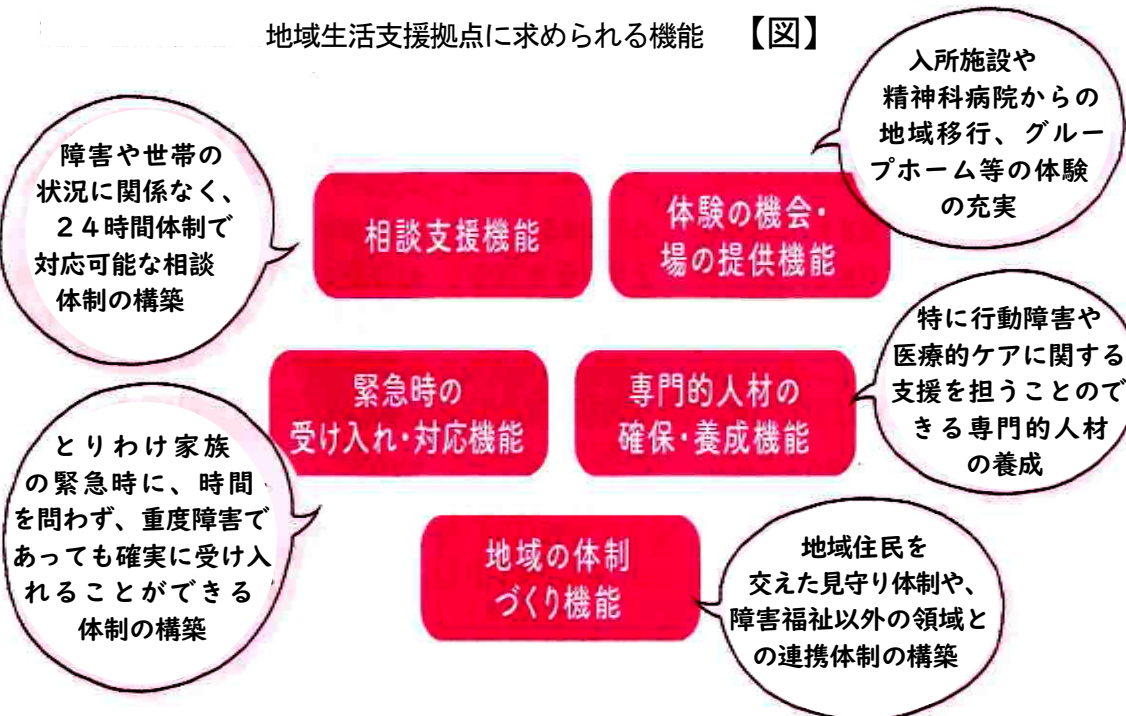 地域生活支援拠点に求められる機能 【図】
障害や世帯の
状況に関係なく、
２４時間体制で
対応可能な相談
体制の構築
相談支援機能
体験の機会・
場の提供機能
入所施設や
精神科病院からの
地域移行、グルー
プホーム等の体験
の充実
とりわけ家族
の緊急時に、時間
を問わず、重度障害で
あっても確実に受け入
れることができる
体制の構築
緊急時の
受け入れ・対応機能
専門的人材の
確保・養成機能
特に行動障害や
医療的ケアに関する
支援を担うことので
きる専門的人材
の養成
地域の体制
づくり機能
地域住民を
交えた見守り体制や、
障害福祉以外の領域と
の連携体制の構築